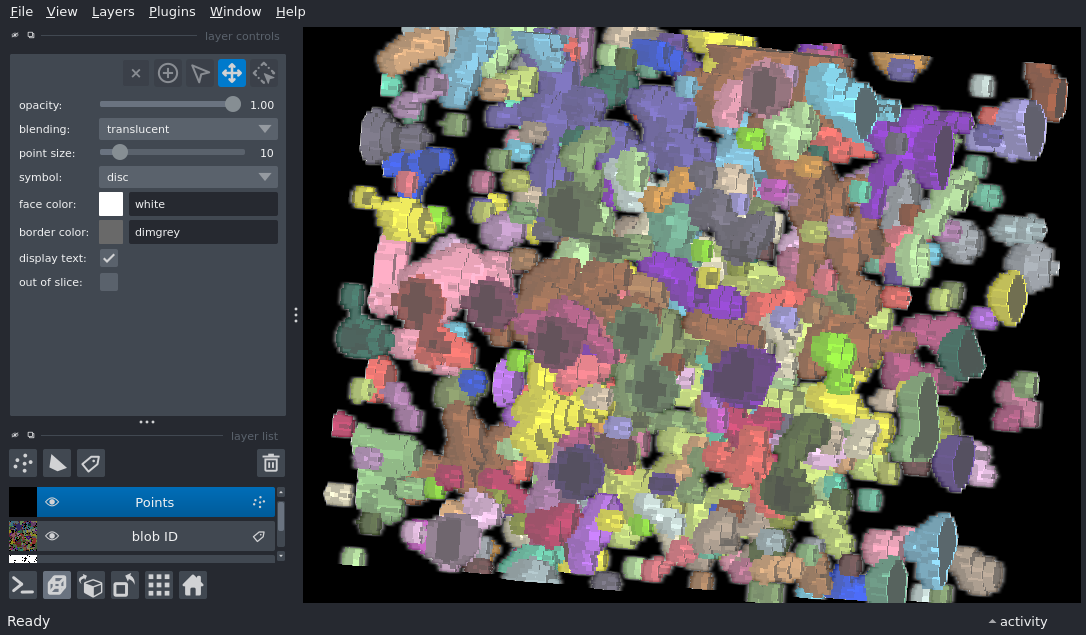 File View Layers Plugins Window Help
layer controls
opacity: 1.00
blending: translucent
point size: 10
symbol: disc
face color: white
border color: dimgrey
display text:
out of slice:
layer list
Points
blob ID
Ready
activity